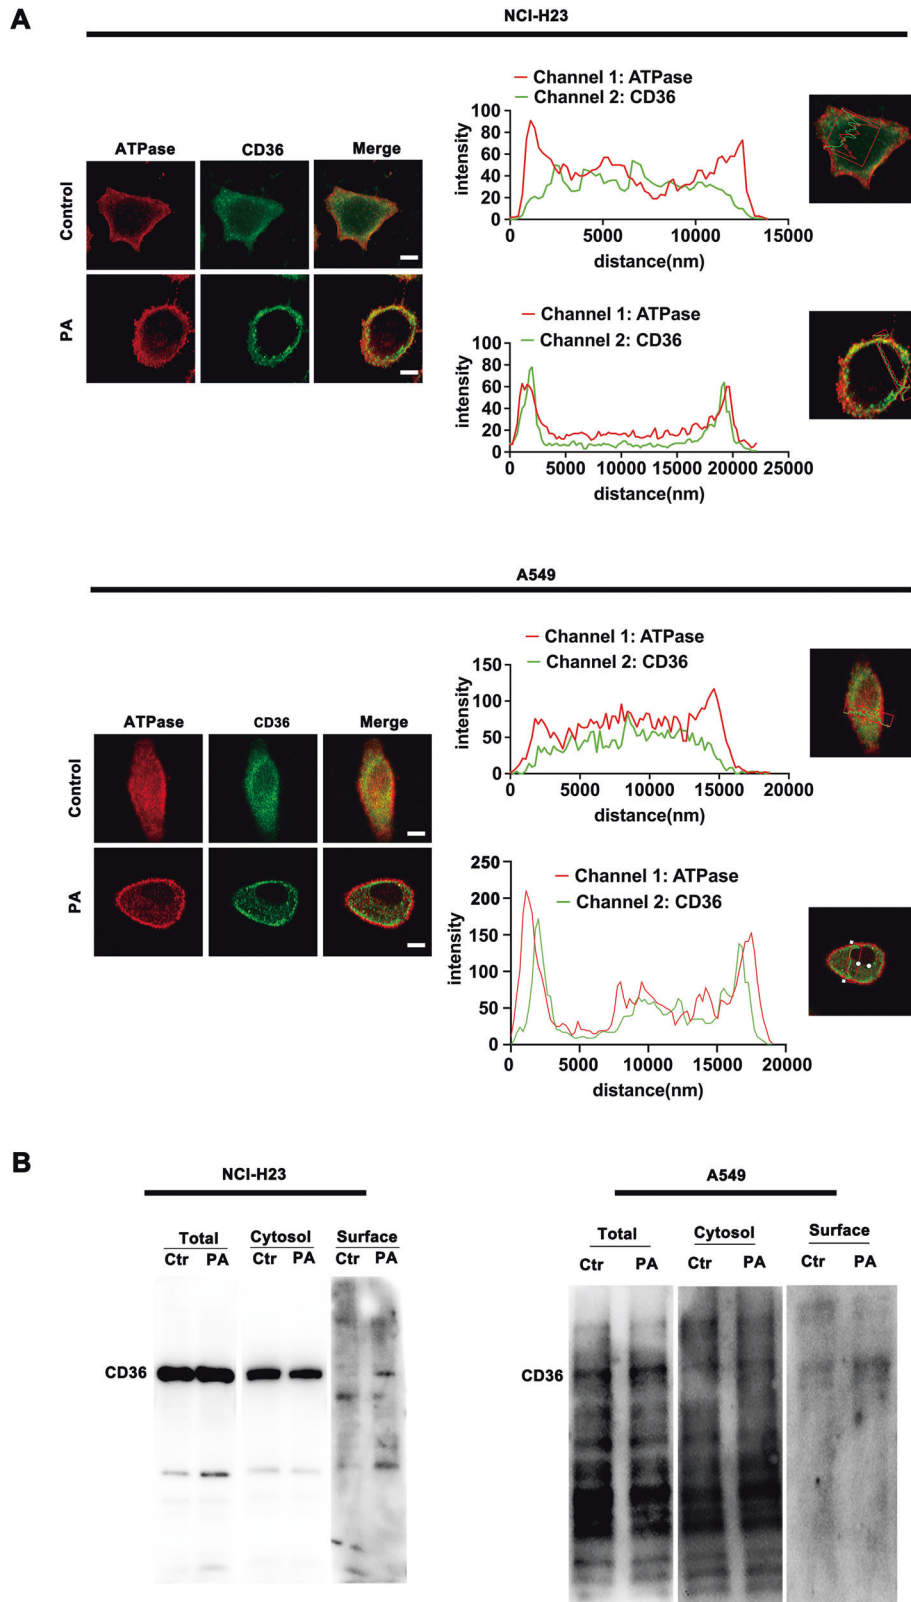 A
NCI-H23
ATPase CD36 Merge
Control
PA
Channel 1: ATPase
Channel 2: CD36
intensity
100
80
60
40
20
0
0 5000 10000 15000
distance(nm)
Channel 1: ATPase
Channel 2: CD36
intensity
100
80
60
40
20
0
0 5000 10000 15000 20000 25000
distance(nm)
A549
ATPase CD36 Merge
Control
PA
Channel 1: ATPase
Channel 2: CD36
intensity
150
100
50
0
0 5000 10000 15000 20000
distance(nm)
Channel 1: ATPase
Channel 2: CD36
intensity
250
200
150
100
50
0
0 5000 10000 15000 20000
distance(nm)
B
NCI-H23
Total Cytosol Surface
Ctr PA Ctr PA Ctr PA
CD36
A549
Total Cytosol Surface
Ctr PA Ctr PA Ctr PA
CD36